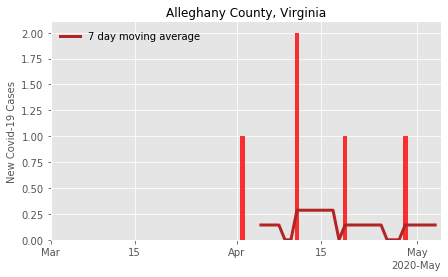 Alleghany County, Virginia
7 day moving average
New Covid-19 Cases
2.00
1.75
1.50
1.25
1.00
0.75
0.50
0.25
0.00
Mar 15 Apr 15 May
2020-May